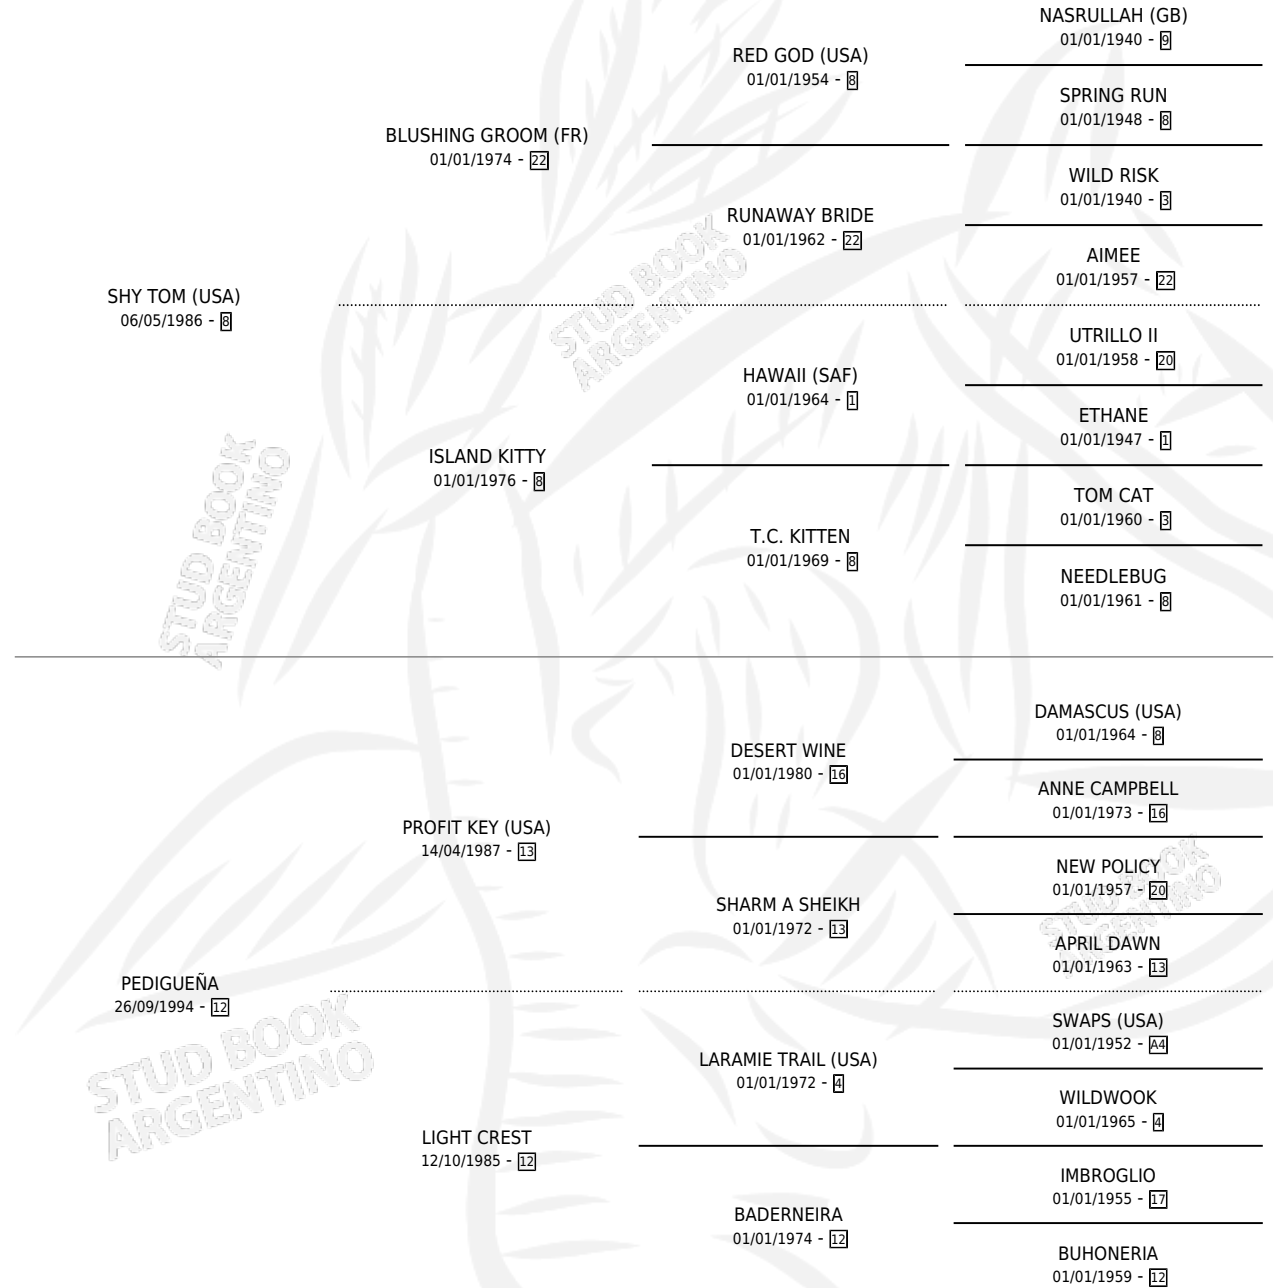 NASRULLAH (GB)
01/01/1940 - 9
RED GOD (USA)
01/01/1954 - 8
SPRING RUN
01/01/1948 - 8
BLUSHING GROOM (FR)
01/01/1974 - 22
WILD RISK
01/01/1940 - 3
RUNAWAY BRIDE
01/01/1962 - 22
AIMEE
01/01/1957 - 22
SHY TOM (USA)
06/05/1986 - 8
UTRILLO II
01/01/1958 - 20
HAWAII (SAF)
01/01/1964 - 1
ETHANE
01/01/1947 - 1
ISLAND KITTY
01/01/1976 - 8
TOM CAT
01/01/1960 - 3
T.C. KITTEN
01/01/1969 - 8
NEEDLEBUG
01/01/1961 - 8
DAMASCUS (USA)
01/01/1964 - 8
DESERT WINE
01/01/1980 - 16
ANNE CAMPBELL
01/01/1973 - 16
PROFIT KEY (USA)
14/04/1987 - 13
NEW POLICY
01/01/1957 - 20
SHARM A SHEIKH
01/01/1972 - 13
APRIL DAWN
01/01/1963 - 13
PEDIGUEÑA
26/09/1994 - 12
SWAPS (USA)
01/01/1952 - A4
LARAMIE TRAIL (USA)
01/01/1972 - 4
WILDWOOK
01/01/1965 - 4
LIGHT CREST
12/10/1985 - 12
IMBROGLIO
01/01/1955 - 17
BADERNEIRA
01/01/1974 - 12
BUHONERIA
01/01/1959 - 12
STUD BOOK
ARGENTINO
STUD BOOK
ARGENTINO
STUD BOOK
ARGENTINO
STUD BOOK
ARGENTINO